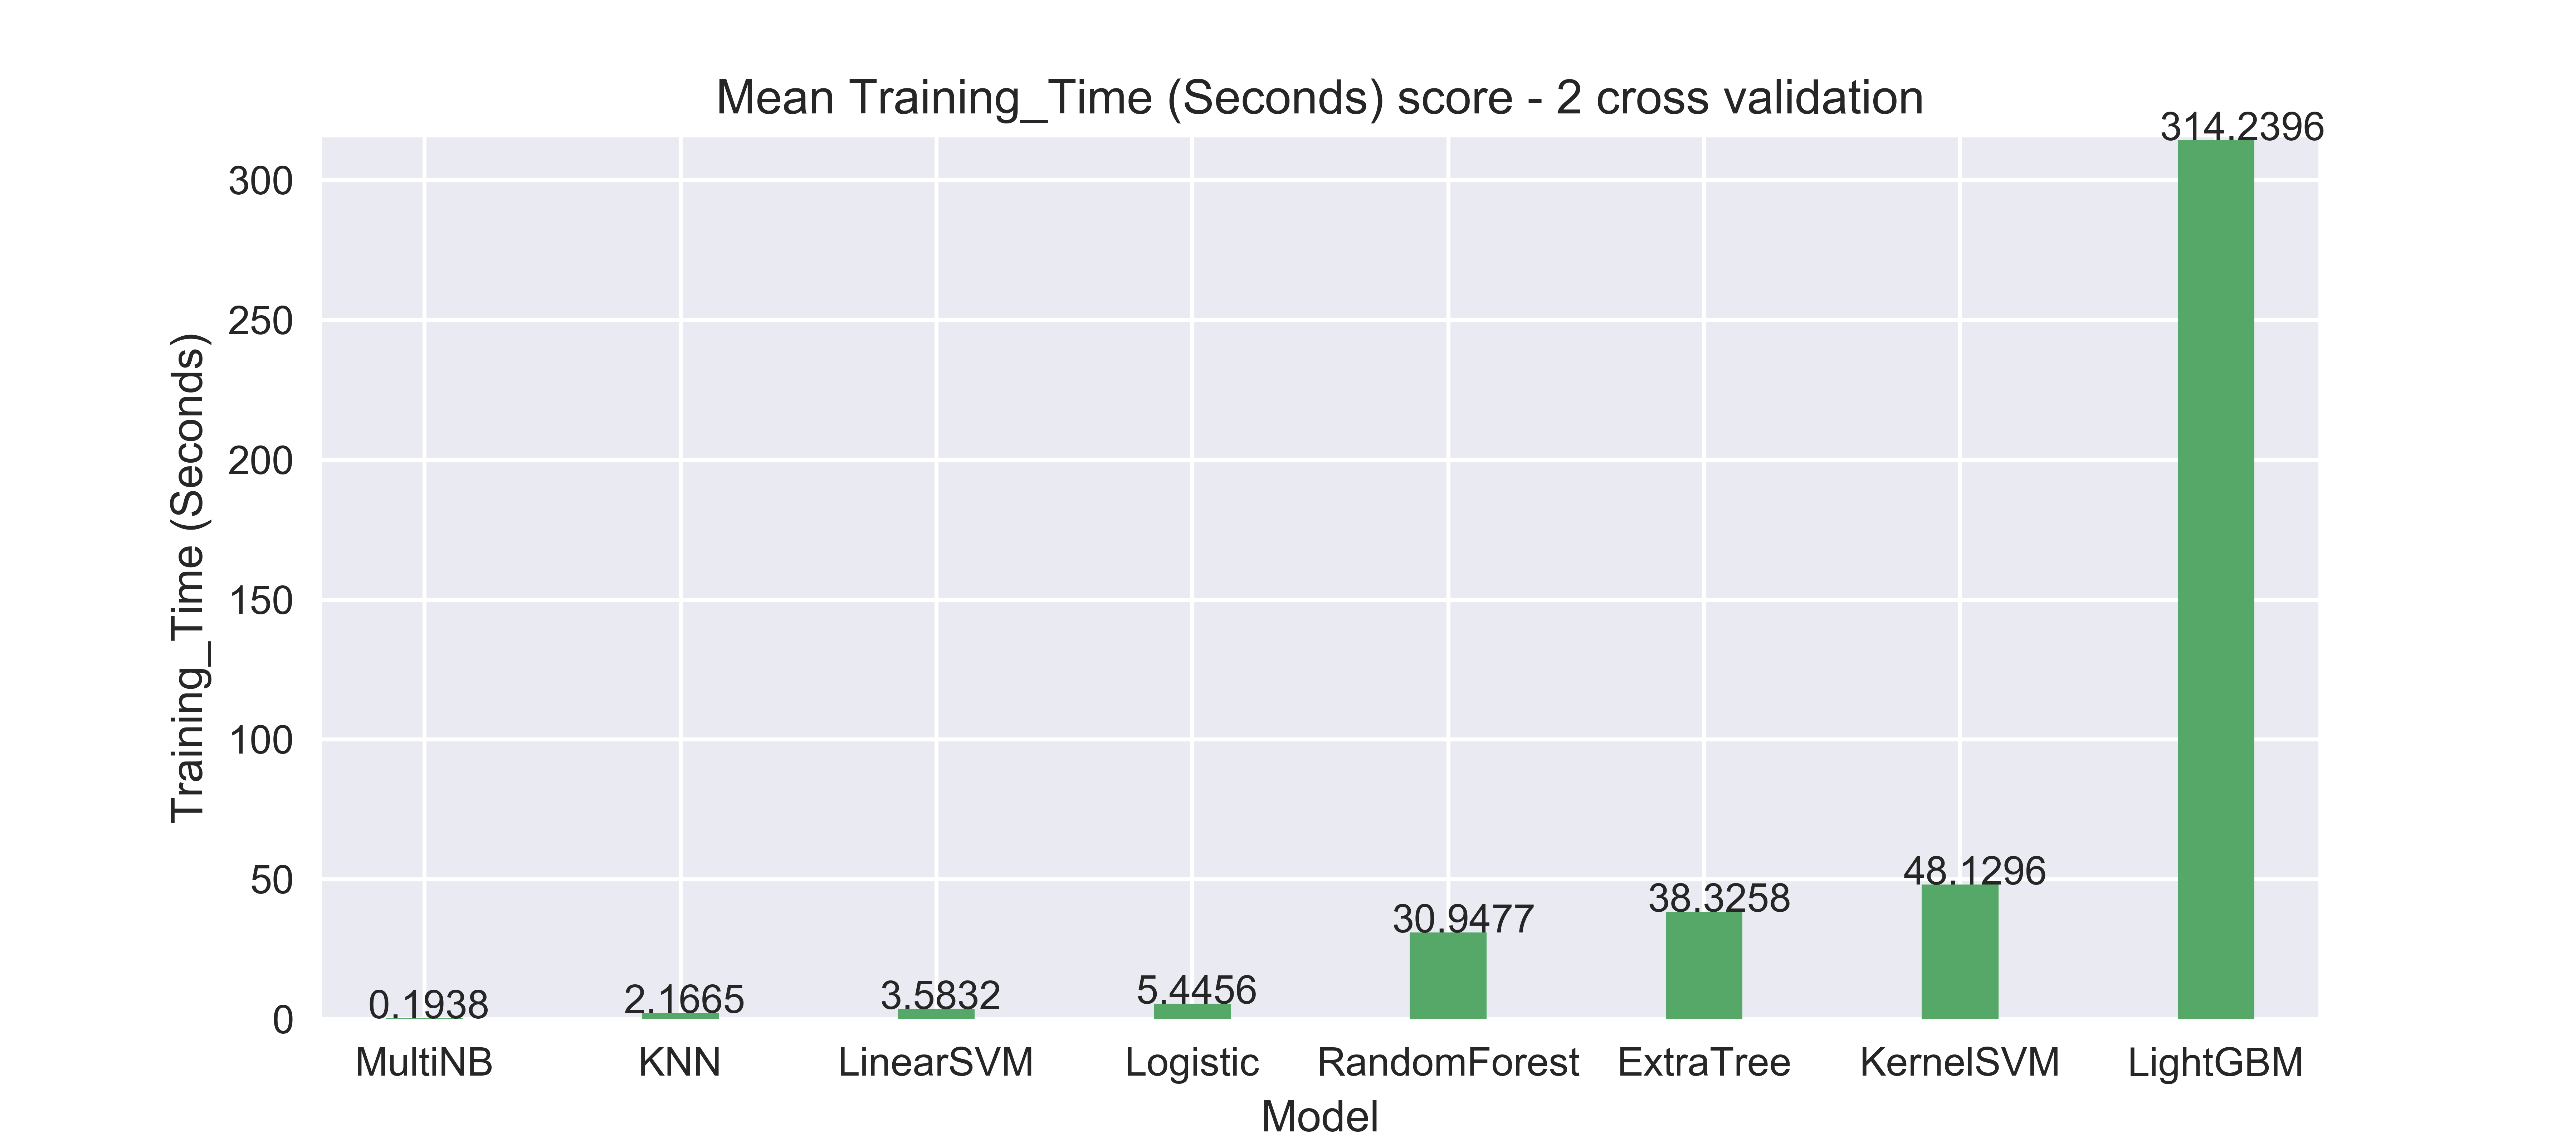 Mean Training_Time (Seconds) score - 2 cross validation
314.2396
300
250
200
150
100
50
0
Training_Time (Seconds)
0.1938
2.1665
3.5832
5.4456
30.9477
38.3258
48.1296
MultiNB
KNN
LinearSVM
Logistic
RandomForest
ExtraTree
KernelSVM
LightGBM
Model